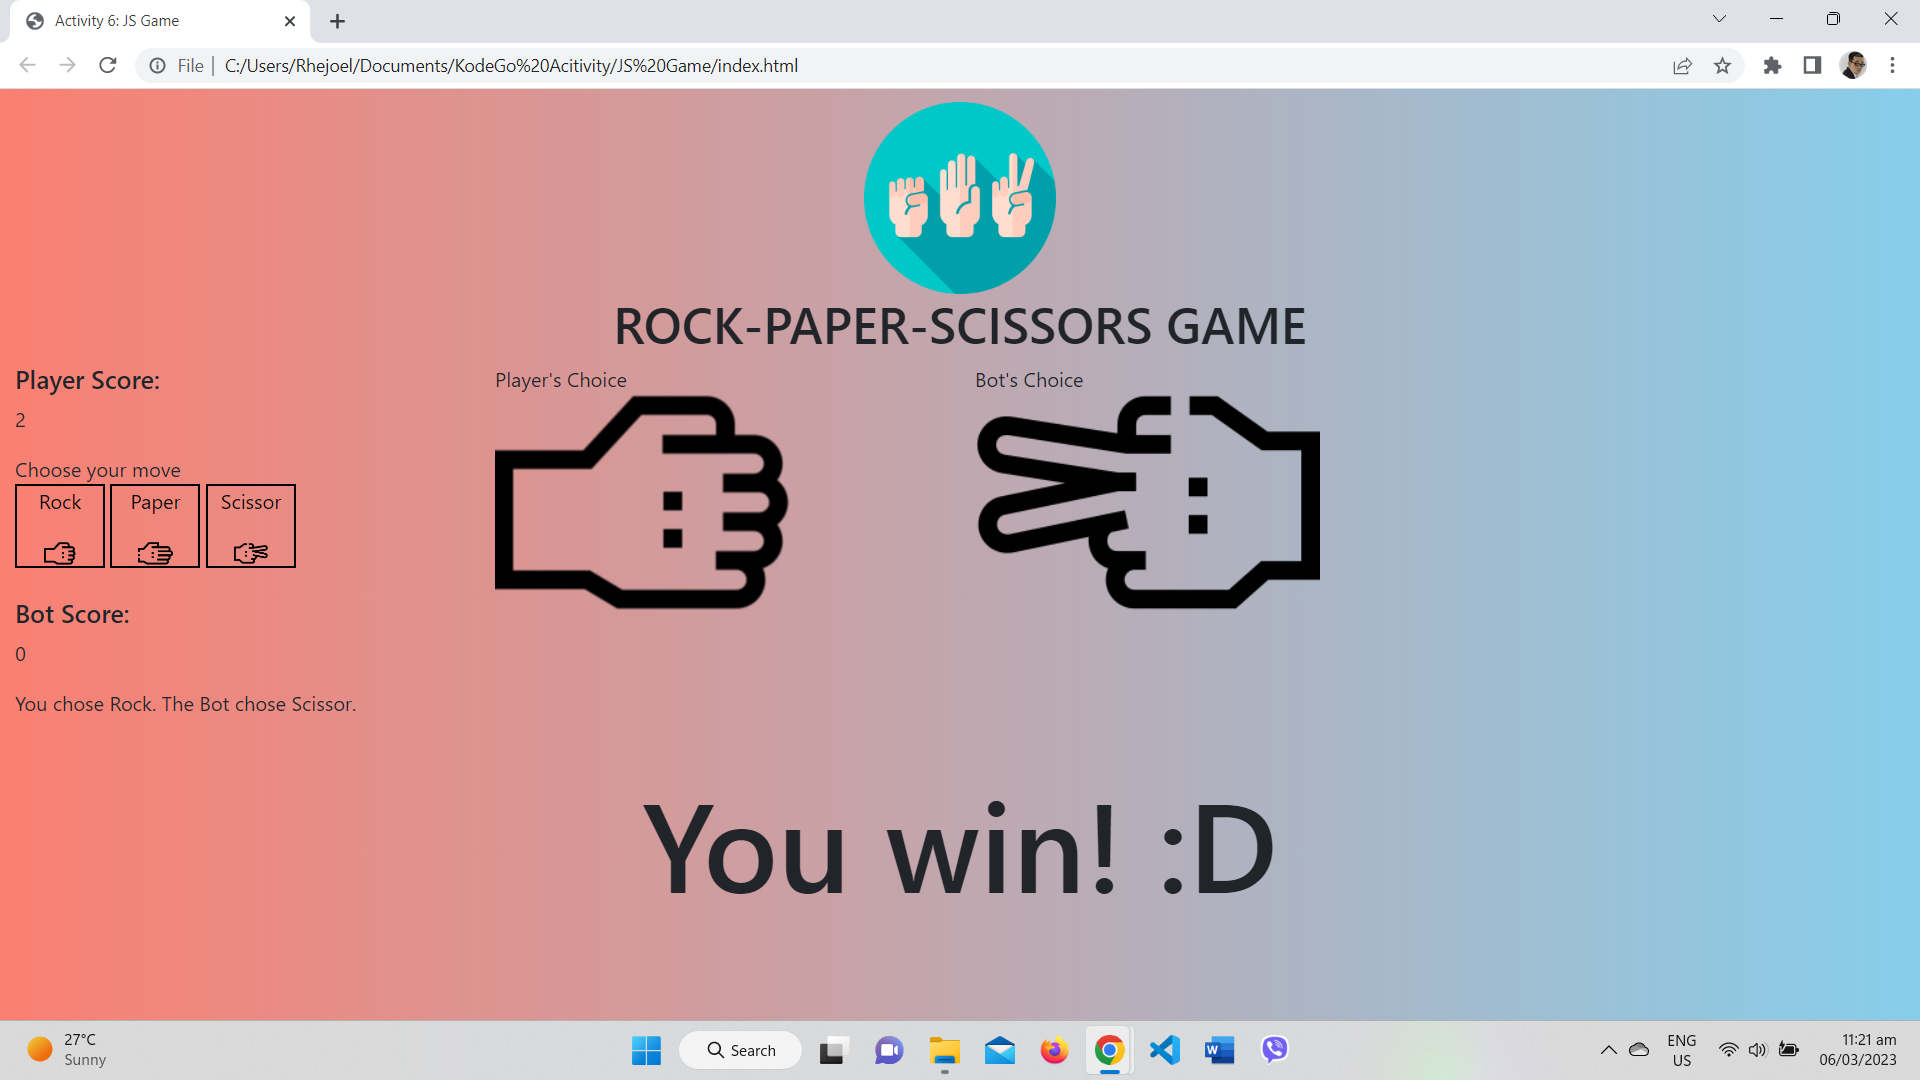 Activity 6: JS Game
File | C:/Users/Rhejoel/Documents/KodeGo%20Acitivity/JS%20Game/index.html
ROCK-PAPER-SCISSORS GAME
Player Score:
2
Choose your move
Rock Paper Scissor
Bot Score:
0
You chose Rock. The Bot chose Scissor.
Player's Choice
Bot's Choice
You win! :D
27°C
Sunny
Search
W
ENG
US
11:21 am
06/03/2023